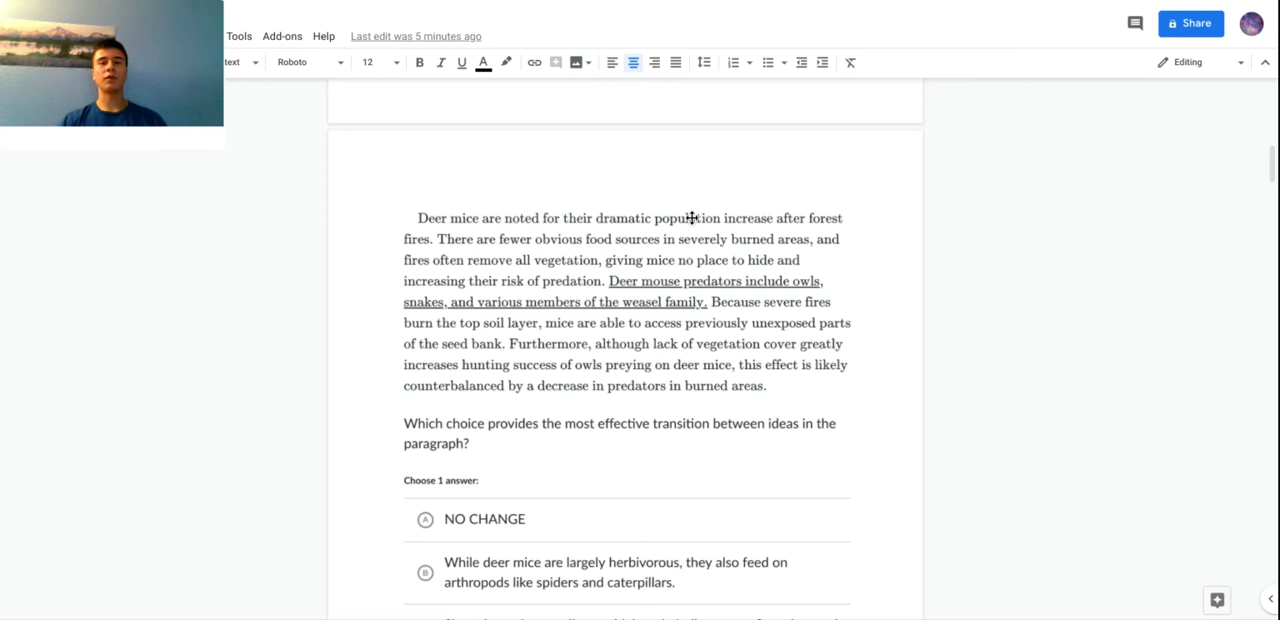 Tools Add-ons Help Last edit was 5 minutes ago
Share
text Roboto 12 B I U A Editing
Deer mice are noted for their dramatic population increase after forest
fires. There are fewer obvious food sources in severely burned areas, and
fires often remove all vegetation, giving mice no place to hide and
increasing their risk of predation. Deer mouse predators include owls,
snakes, and various members of the weasel family. Because severe fires
burn the top soil layer, mice are able to access previously unexposed parts
of the seed bank. Furthermore, although lack of vegetation cover greatly
increases hunting success of owls preying on deer mice, this effect is likely
counterbalanced by a decrease in predators in burned areas.
Which choice provides the most effective transition between ideas in the
paragraph?
Choose 1 answer:
A NO CHANGE
B While deer mice are largely herbivorous, they also feed on
arthropods like spiders and caterpillars.